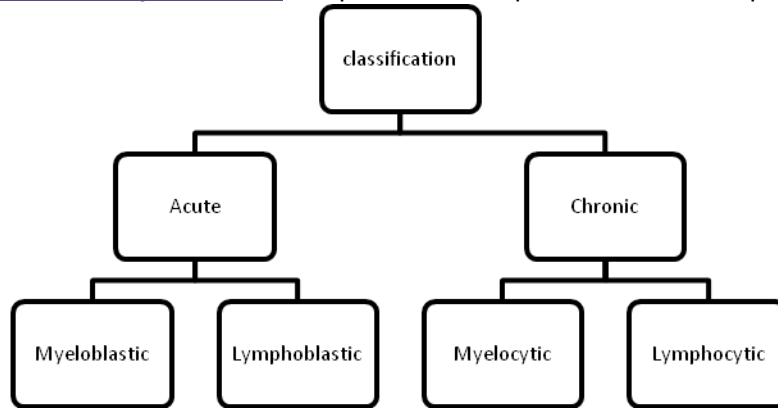 classification
Acute
Chronic
Myeloblastic
Lymphoblastic
Myelocytic
Lymphocytic